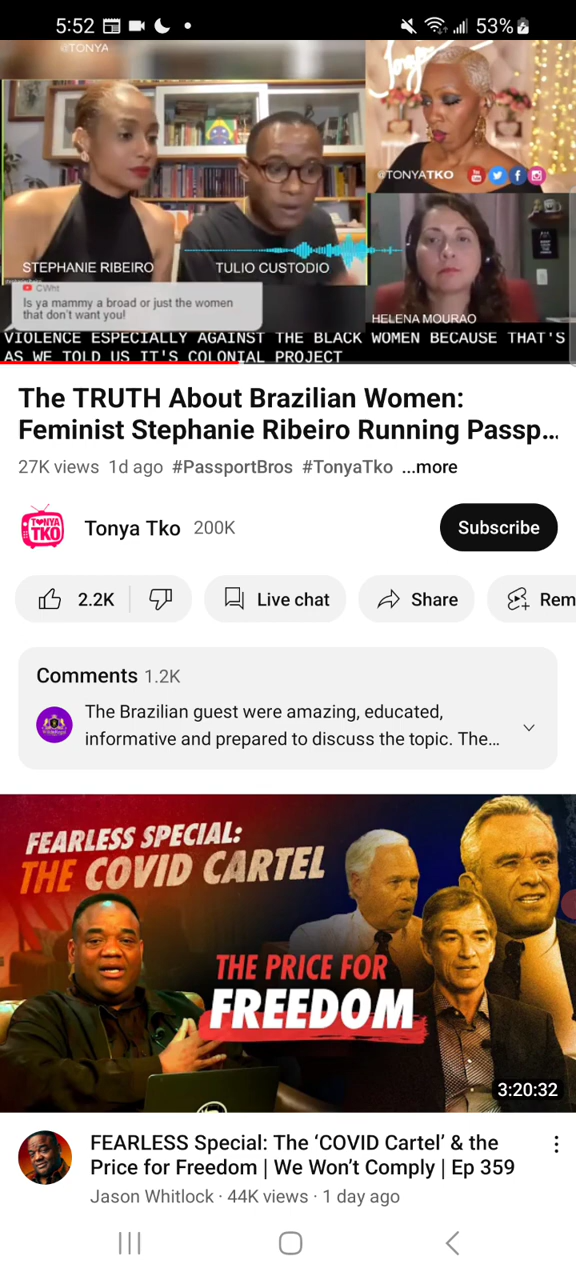 5:52
53%
@TONYA
@TONYATKO
STEPHANIE RIBEIRO
TULIO CUSTODIO
HELENA MOURAO
CWht
Is ya mammy a broad or just the women
that don't want you!
VIOLENCE ESPECIALLY AGAINST THE BLACK WOMEN BECAUSE THAT'S
AS WE TOLD US IT'S COLONIAL PROJECT
The TRUTH About Brazilian Women:
Feminist Stephanie Ribeiro Running Passp...
27K views 1d ago #PassportBros #TonyaTko ...more
I♥NYA
TKO
Tonya Tko 200K
Subscribe
2.2K
Live chat
Share
Rem
Comments 1.2K
The Brazilian guest were amazing, educated,
informative and prepared to discuss the topic. The...
FEARLESS SPECIAL:
THE COVID CARTEL
THE PRICE FOR
FREEDOM
3:20:32
FEARLESS Special: The ‘COVID Cartel’ & the
Price for Freedom | We Won’t Comply | Ep 359
Jason Whitlock · 44K views · 1 day ago